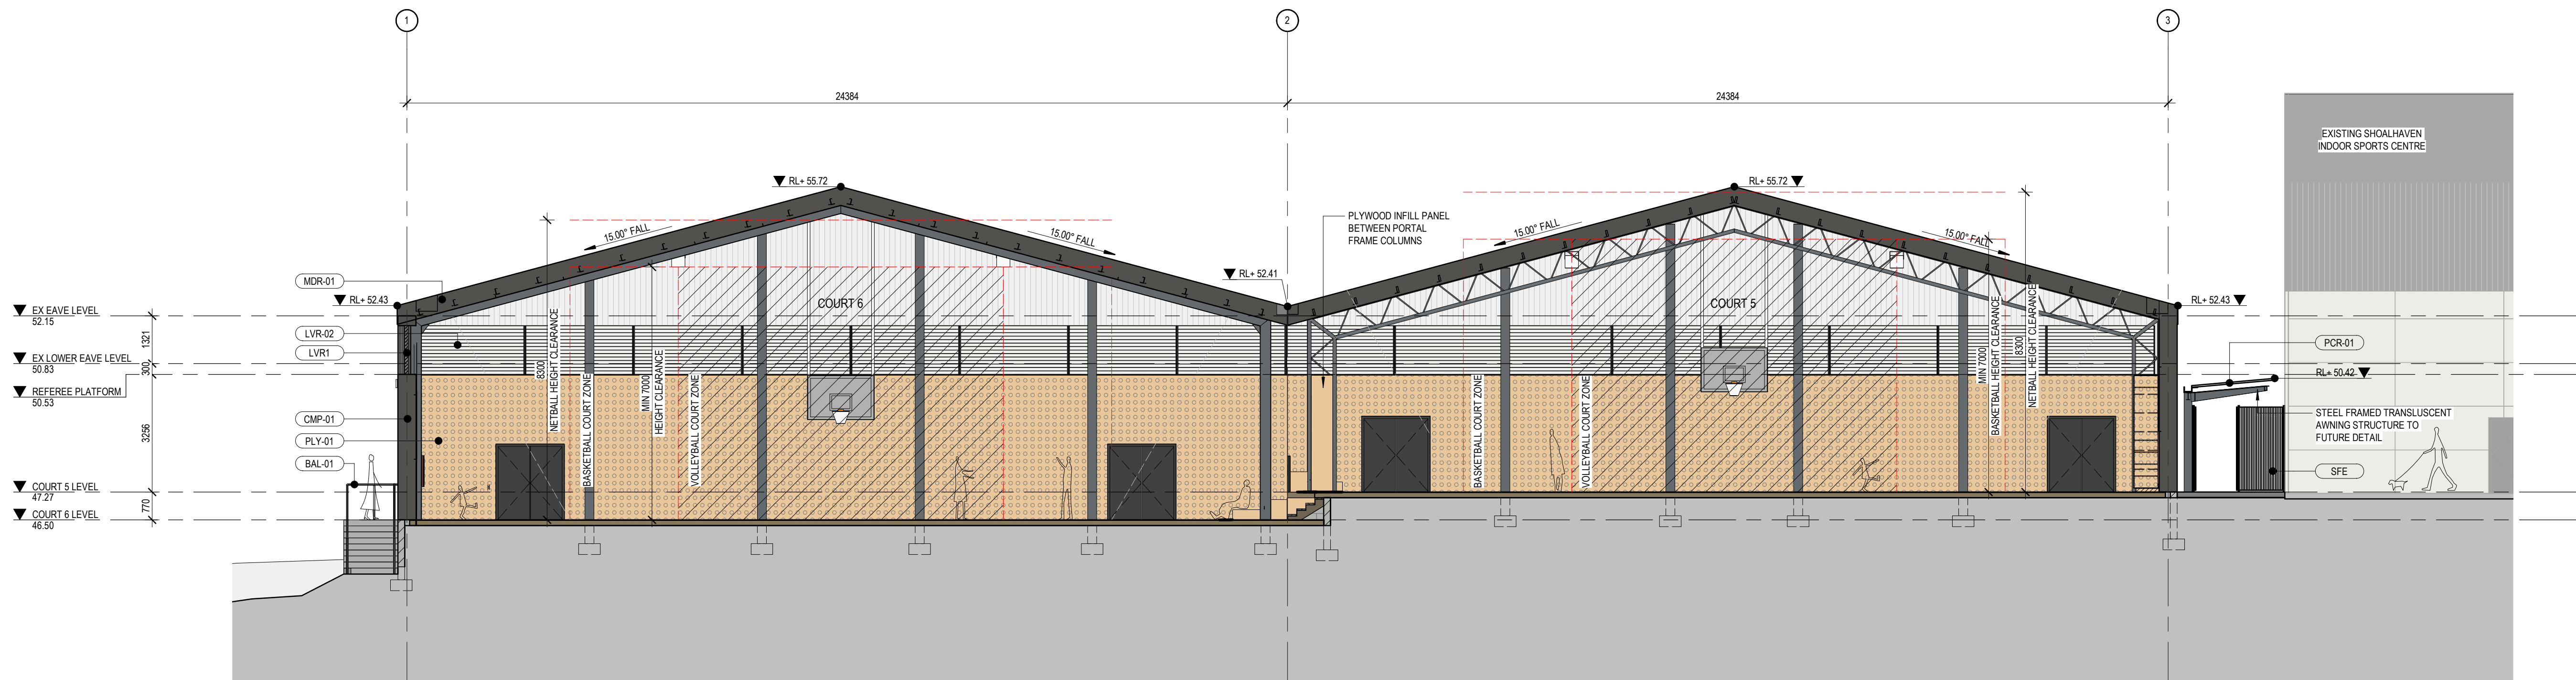 1
2
3
24384
24384
EXISTING SHOALHAVEN
INDOOR SPORTS CENTRE
RL+ 55.72
RL+ 55.72
15.00° FALL
15.00° FALL
15.00° FALL
15.00° FALL
PLYWOOD INFILL PANEL
BETWEEN PORTAL
FRAME COLUMNS
RL+ 52.43
RL+ 52.41
RL+ 52.43
COURT 6
COURT 5
MDR-01
LVR-02
LVR1
CMP-01
PLY-01
BAL-01
EX EAVE LEVEL
52.15
1321
EX LOWER EAVE LEVEL
50.83
300
REFEREE PLATFORM
50.53
3256
COURT 5 LEVEL
47.27
770
COURT 6 LEVEL
46.50
8300
NETBALL HEIGHT CLEARANCE
BASKETBALL COURT ZONE
MIN 7000
HEIGHT CLEARANCE
VOLLEYBALL COURT ZONE
BASKETBALL COURT ZONE
VOLLEYBALL COURT ZONE
MIN 7000
BASKETBALL HEIGHT CLEARANCE
8300
NETBALL HEIGHT CLEARANCE
PCR-01
RL+ 50.42
STEEL FRAMED TRANSLUSCENT
AWNING STRUCTURE TO
FUTURE DETAIL
SFE